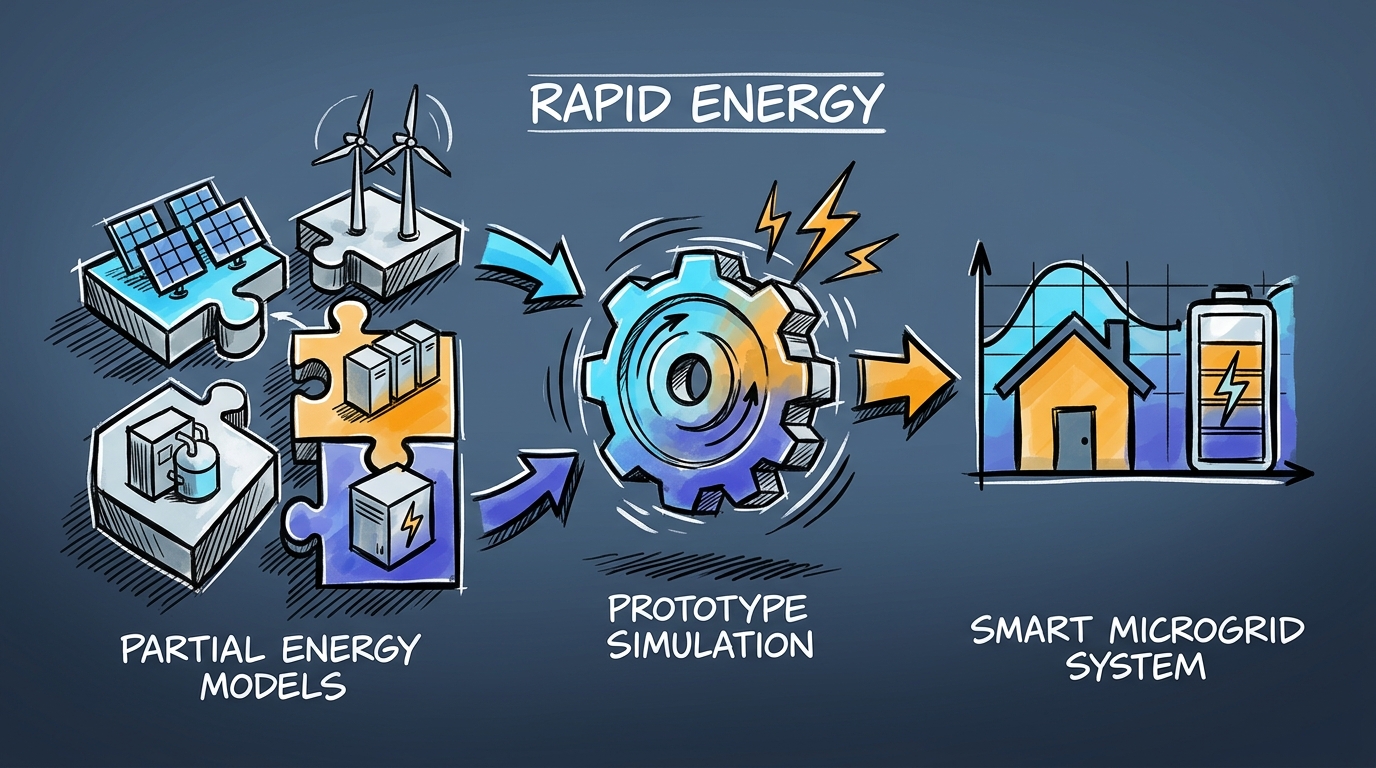 RAPID ENERGY
PARTIAL ENERGY
MODELS
PROTOTYPE
SIMULATION
SMART MICROGRID
SYSTEM